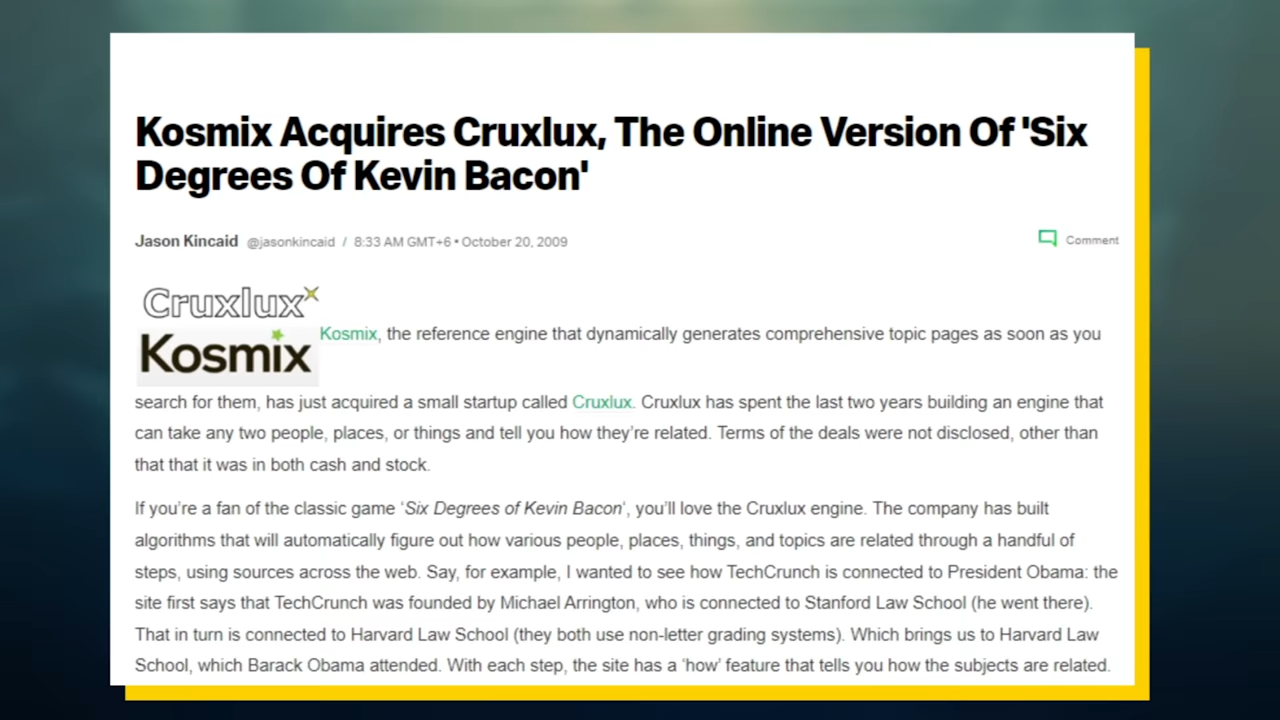 Kosmix Acquires Cruxlux, The Online Version Of 'Six
Degrees Of Kevin Bacon'
Jason Kincaid @jasonkincaid / 8:33 AM GMT+6 • October 20, 2009
Comment
Cruxlux
Kosmix
Kosmix, the reference engine that dynamically generates comprehensive topic pages as soon as you
search for them, has just acquired a small startup called Cruxlux. Cruxlux has spent the last two years building an engine that
can take any two people, places, or things and tell you how they’re related. Terms of the deals were not disclosed, other than
that that it was in both cash and stock.
If you’re a fan of the classic game ‘Six Degrees of Kevin Bacon‘, you’ll love the Cruxlux engine. The company has built
algorithms that will automatically figure out how various people, places, things, and topics are related through a handful of
steps, using sources across the web. Say, for example, I wanted to see how TechCrunch is connected to President Obama: the
site first says that TechCrunch was founded by Michael Arrington, who is connected to Stanford Law School (he went there).
That in turn is connected to Harvard Law School (they both use non-letter grading systems). Which brings us to Harvard Law
School, which Barack Obama attended. With each step, the site has a ‘how’ feature that tells you how the subjects are related.